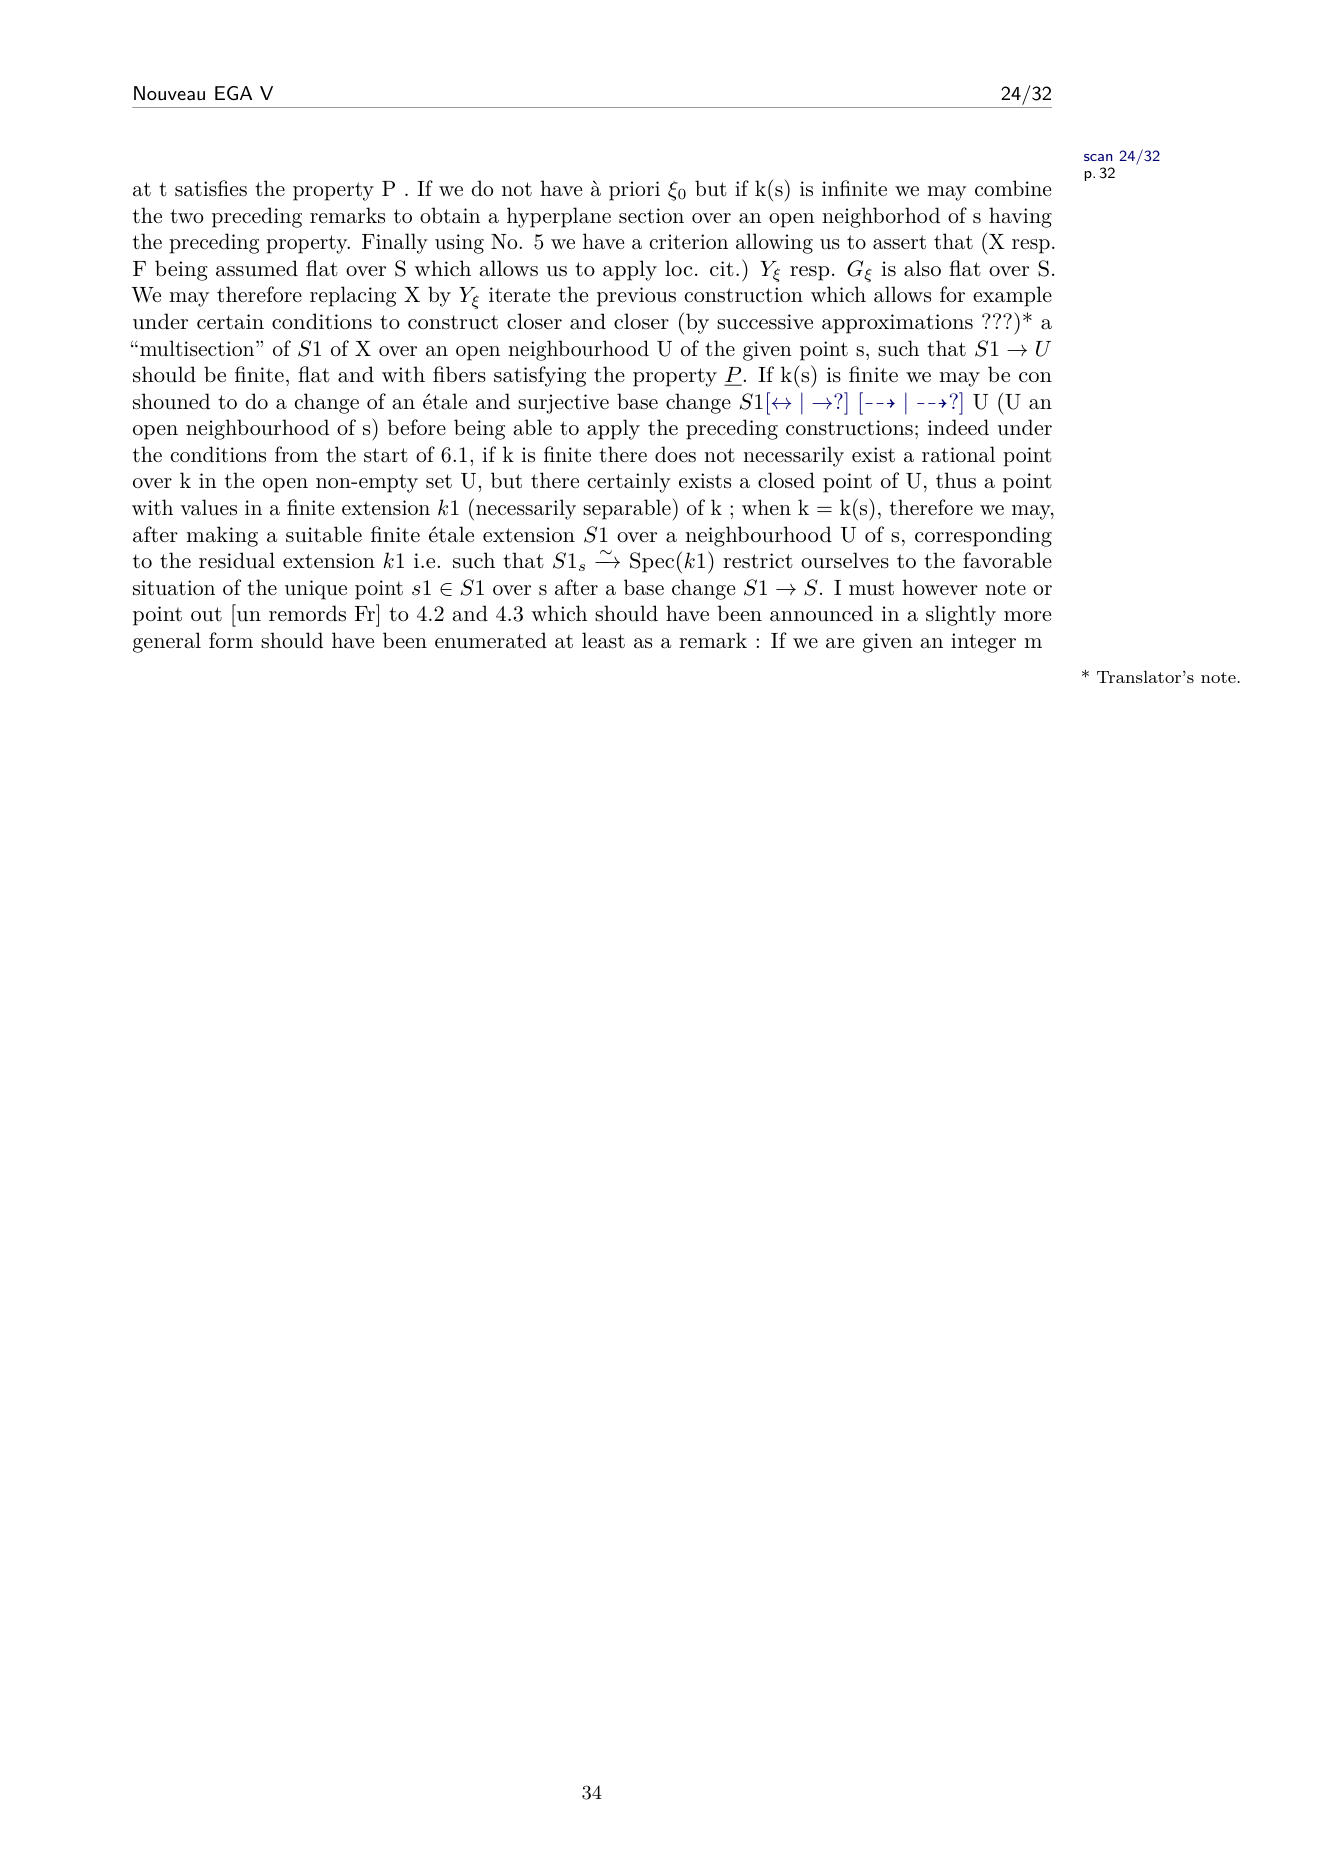 Nouveau EGA V 24/32
scan 24/32
p. 32
at t satisfies the property P . If we do not have à priori ξ₀ but if k(s) is infinite we may combine
the two preceding remarks to obtain a hyperplane section over an open neighborhod of s having
the preceding property. Finally using No. 5 we have a criterion allowing us to assert that (X resp.
F being assumed flat over S which allows us to apply loc. cit.) Y_ξ resp. G_ξ is also flat over S.
We may therefore replacing X by Y_ξ iterate the previous construction which allows for example
under certain conditions to construct closer and closer (by successive approximations ???)* a
“multisection” of S1 of X over an open neighbourhood U of the given point s, such that S1 → U
should be finite, flat and with fibers satisfying the property P. If k(s) is finite we may be con
shouned to do a change of an étale and surjective base change S1[↔ | →?] [⇢ | ⇢?] U (U an
open neighbourhood of s) before being able to apply the preceding constructions; indeed under
the conditions from the start of 6.1, if k is finite there does not necessarily exist a rational point
over k in the open non-empty set U, but there certainly exists a closed point of U, thus a point
with values in a finite extension k1 (necessarily separable) of k ; when k = k(s), therefore we may,
after making a suitable finite étale extension S1 over a neighbourhood U of s, corresponding
to the residual extension k1 i.e. such that S1ₛ ⥲ Spec(k1) restrict ourselves to the favorable
situation of the unique point s1 ∈ S1 over s after a base change S1 → S. I must however note or
point out [un remords Fr] to 4.2 and 4.3 which should have been announced in a slightly more
general form should have been enumerated at least as a remark : If we are given an integer m
* Translator’s note.
34